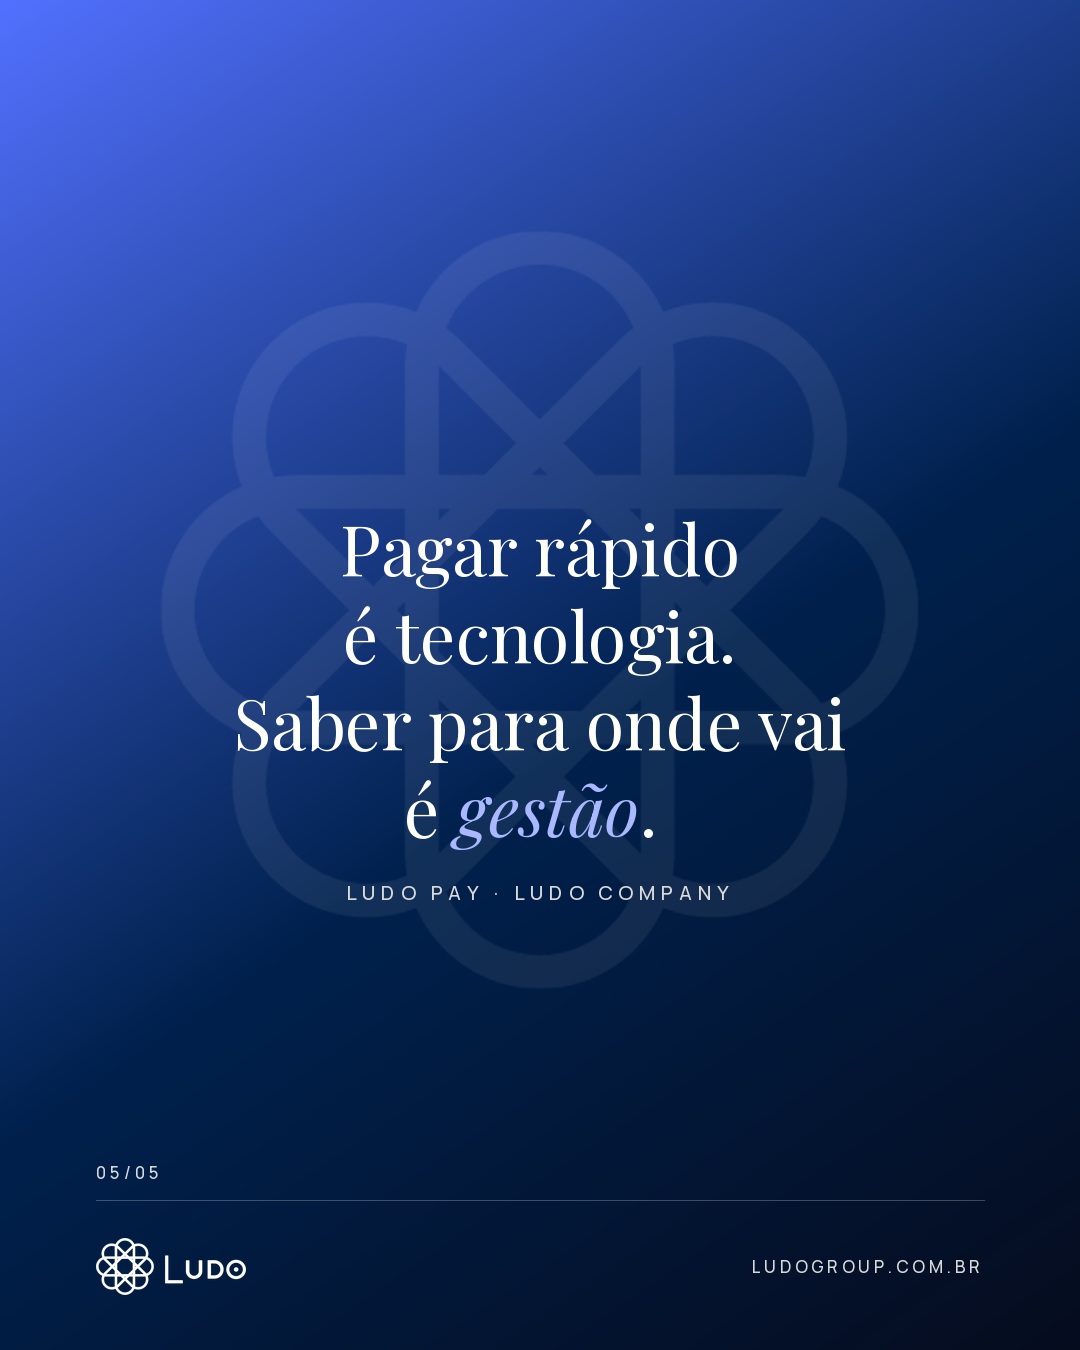 Pagar rápido
é tecnologia.
Saber para onde vai
é gestão.
LUDO PAY · LUDO COMPANY
05/05
LUDO
LUDOGROUP.COM.BR